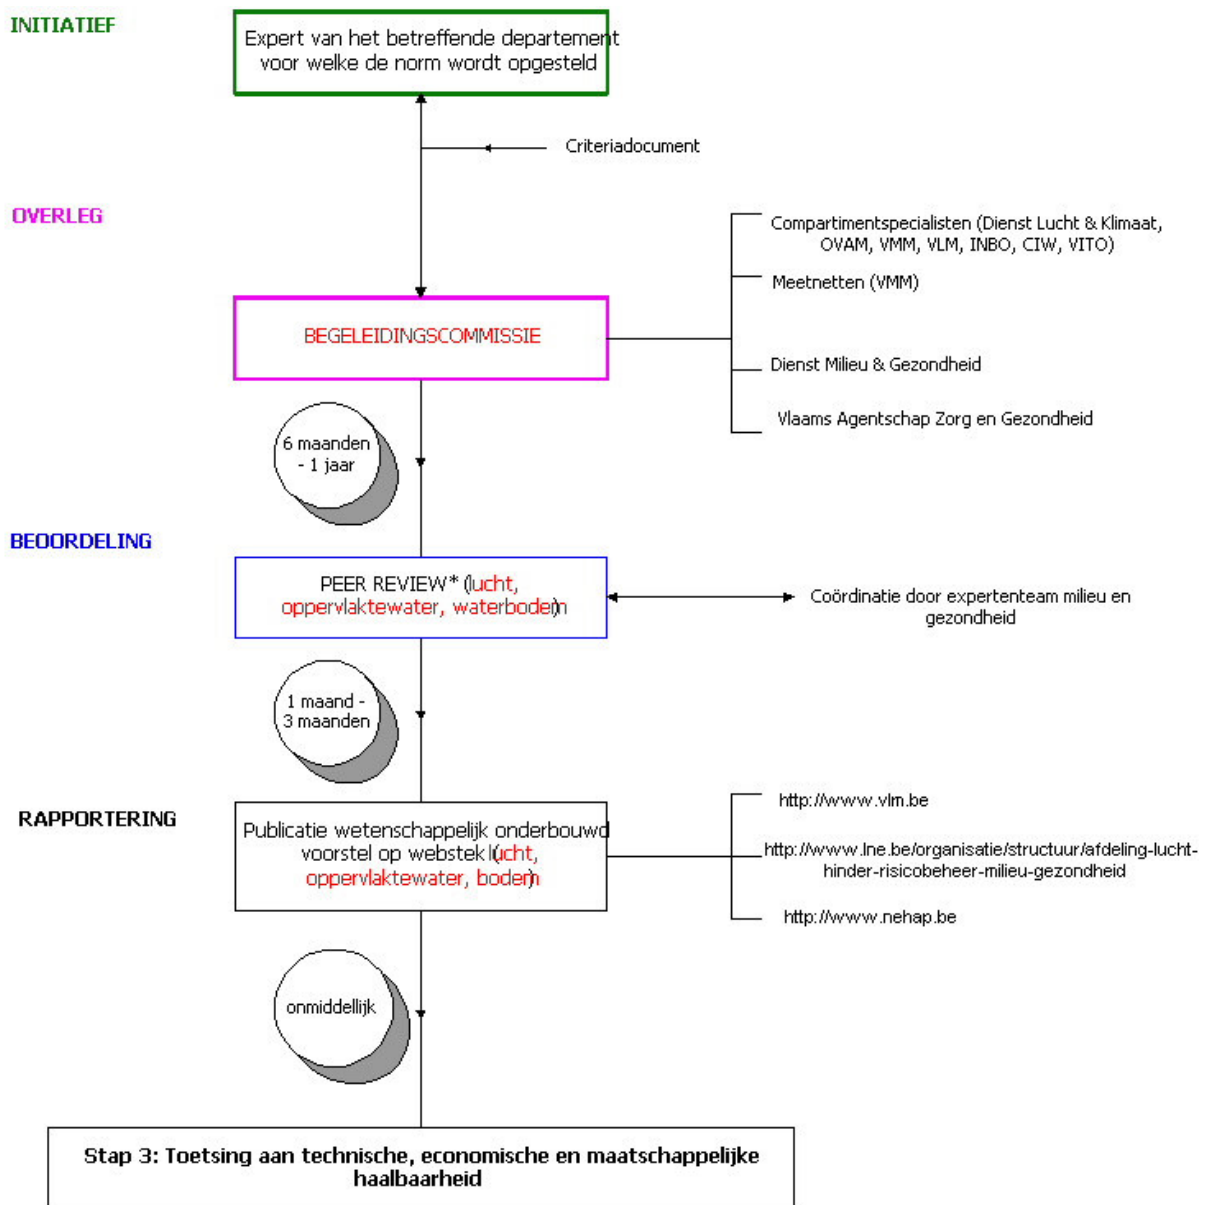 INITIATIEF
Expert van het betreffende departement
voor welke de norm wordt opgesteld
Criteriadocument
OVERLEG
Compartimentspecialisten (Dienst Lucht & Klimaat,
OVAM, VMM, VLM, INBO, CIW, VITO)
Meetnetten (VMM)
BEGELEIDINGSCOMMISSIE
Dienst Milieu & Gezondheid
Vlaams Agentschap Zorg en Gezondheid
6 maanden
- 1 jaar
BEOORDELING
PEER REVIEW* (lucht,
oppervlaktewater, waterbodem)
Coördinatie door expertenteam milieu en
gezondheid
1 maand -
3 maanden
RAPPORTERING
Publicatie wetenschappelijk onderbouwd
voorstel op webstek (lucht,
oppervlaktewater, bodem)
http://www.vlm.be
http://www.lne.be/organisatie/structuur/afdeling-lucht-
hinder-risicobeheer-milieu-gezondheid
http://www.nehap.be
onmiddellijk
Stap 3: Toetsing aan technische, economische en maatschappelijke
haalbaarheid